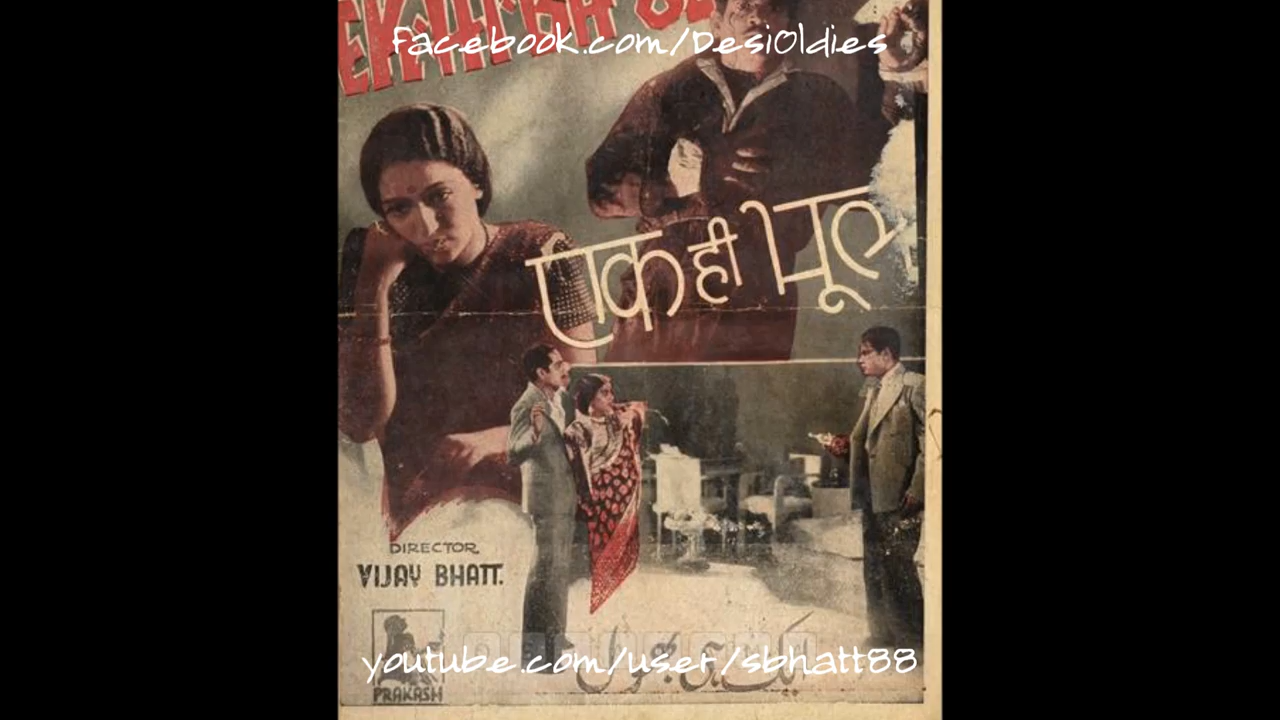 facebook.com/DesiOldies
एक ही भूल
DIRECTOR
VIJAY BHATT.
youtube.com/user/sbhatt88
PRAKASH